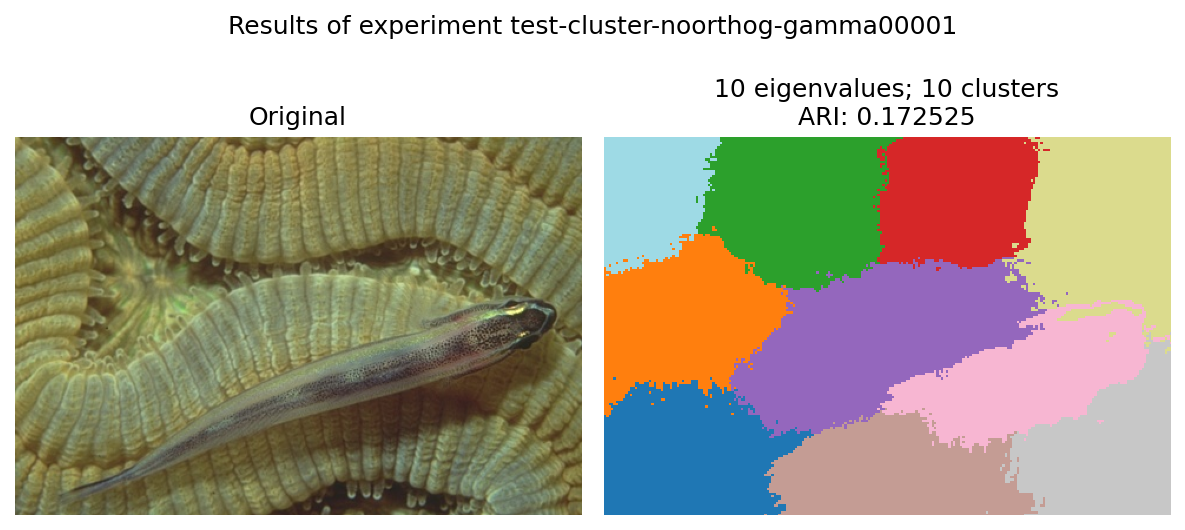 Results of experiment test-cluster-noorthog-gamma00001
Original
10 eigenvalues; 10 clusters
ARI: 0.172525